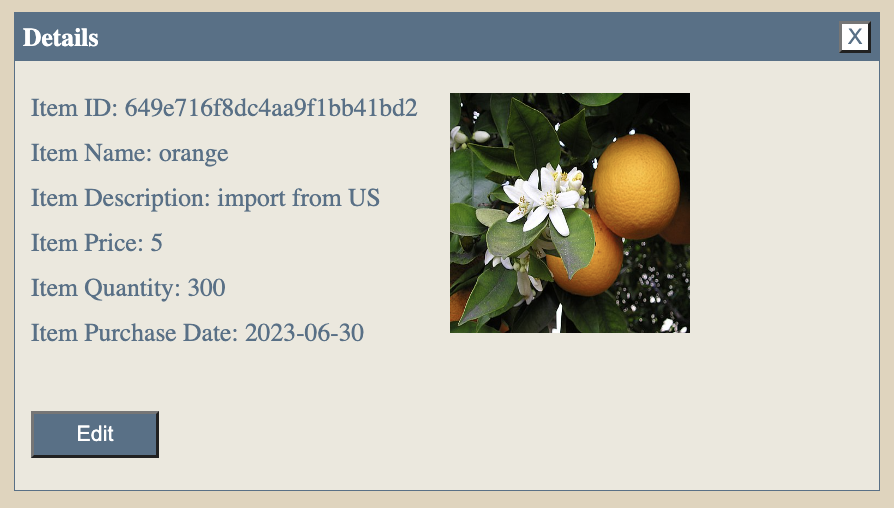 Details
X
Item ID: 649e716f8dc4aa9f1bb41bd2
Item Name: orange
Item Description: import from US
Item Price: 5
Item Quantity: 300
Item Purchase Date: 2023-06-30
Edit